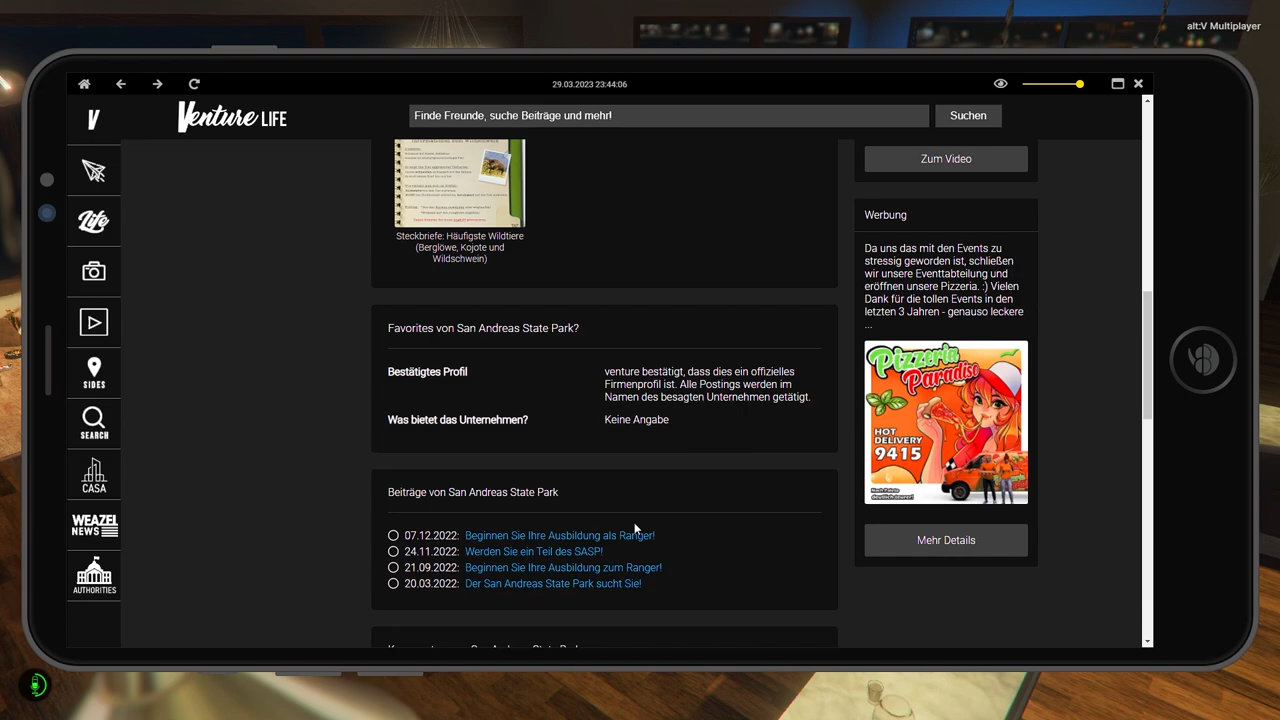 alt:V Multiplayer
29.03.2023 23:44:06
V
Venture LIFE
Finde Freunde, suche Beiträge und mehr!
Suchen
Life
SIDES
SEARCH
CASA
WEAZEL
NEWS
AUTHORITIES
Steckbriefe: Häufigste Wildtiere
(Berglöwe, Kojote und
Wildschwein)
Favorites von San Andreas State Park?
Bestätigtes Profil
venture bestätigt, dass dies ein offizielles
Firmenprofil ist. Alle Postings werden im
Namen des besagten Unternehmen getätigt.
Was bietet das Unternehmen?
Keine Angabe
Beiträge von San Andreas State Park
07.12.2022: Beginnen Sie Ihre Ausbildung als Ranger!
24.11.2022: Werden Sie ein Teil des SASP!
21.09.2022: Beginnen Sie Ihre Ausbildung zum Ranger!
20.03.2022: Der San Andreas State Park sucht Sie!
Zum Video
Werbung
Da uns das mit den Events zu
stressig geworden ist, schließen
wir unsere Eventabteilung und
eröffnen unsere Pizzeria. :) Vielen
Dank für die tollen Events in den
letzten 3 Jahren - genauso leckere
...
Pizzeria
Paradiso
HOT
DELIVERY
9415
Mehr Details